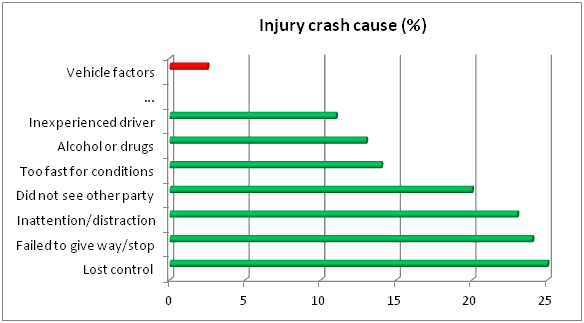 Injury crash cause (%)
Vehicle factors
...
Inexperienced driver
Alcohol or drugs
Too fast for conditions
Did not see other party
Inattention/distraction
Failed to give way/stop
Lost control
0 5 10 15 20 25